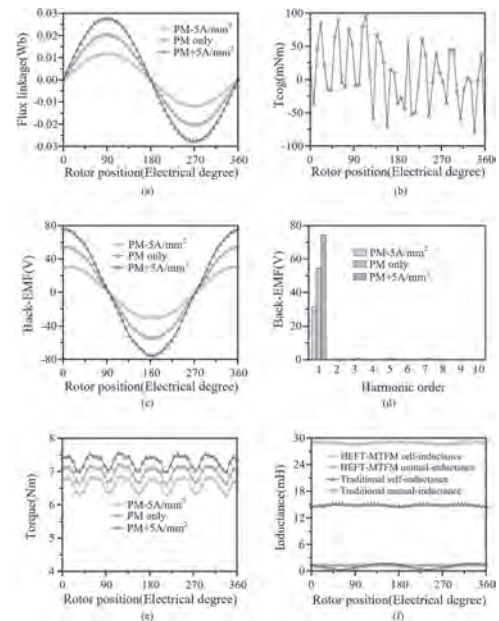 0.03
0.02
0.01
0.00
-0.01
-0.02
-0.03
Flux linkage(Wb)
PM-5A/mm²
PM only
PM+5A/mm²
0 90 180 270 360
Rotor position(Electrical degree)
(a)
100
50
0
-50
-100
Tcog(mNm)
0 90 180 270 360
Rotor position(Electrical degree)
(b)
80
40
0
-40
-80
Back-EMF(V)
PM-5A/mm²
PM only
PM+5A/mm²
0 90 180 270 360
Rotor position(Electrical degree)
(c)
80
60
40
20
0
Back-EMF(V)
PM-5A/mm²
PM only
PM+5A/mm²
1 2 3 4 5 6 7 8 9 10
Harmonic order
(d)
8
7
6
5
4
Torque(Nm)
PM-5A/mm²
PM only
PM+5A/mm²
0 90 180 270 360
Rotor position(Electrical degree)
(e)
30
24
18
12
6
0
Inductance(mH)
HEFT-MTFM self-inductance
HEFT-MTFM mutual-inductance
Traditional self-inductance
Traditional mutual-inductance
0 90 180 270 360
Rotor position(Electrical degree)
(f)